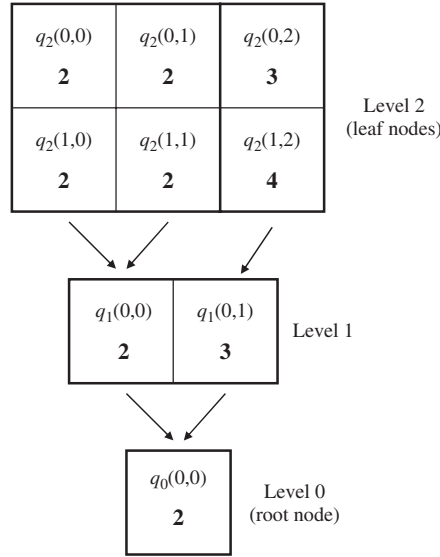 q₂(0,0) q₂(0,1) q₂(0,2)
2 2 3
Level 2
(leaf nodes)
q₂(1,0) q₂(1,1) q₂(1,2)
2 2 4
q₁(0,0) q₁(0,1)
2 3
Level 1
q₀(0,0)
2
Level 0
(root node)